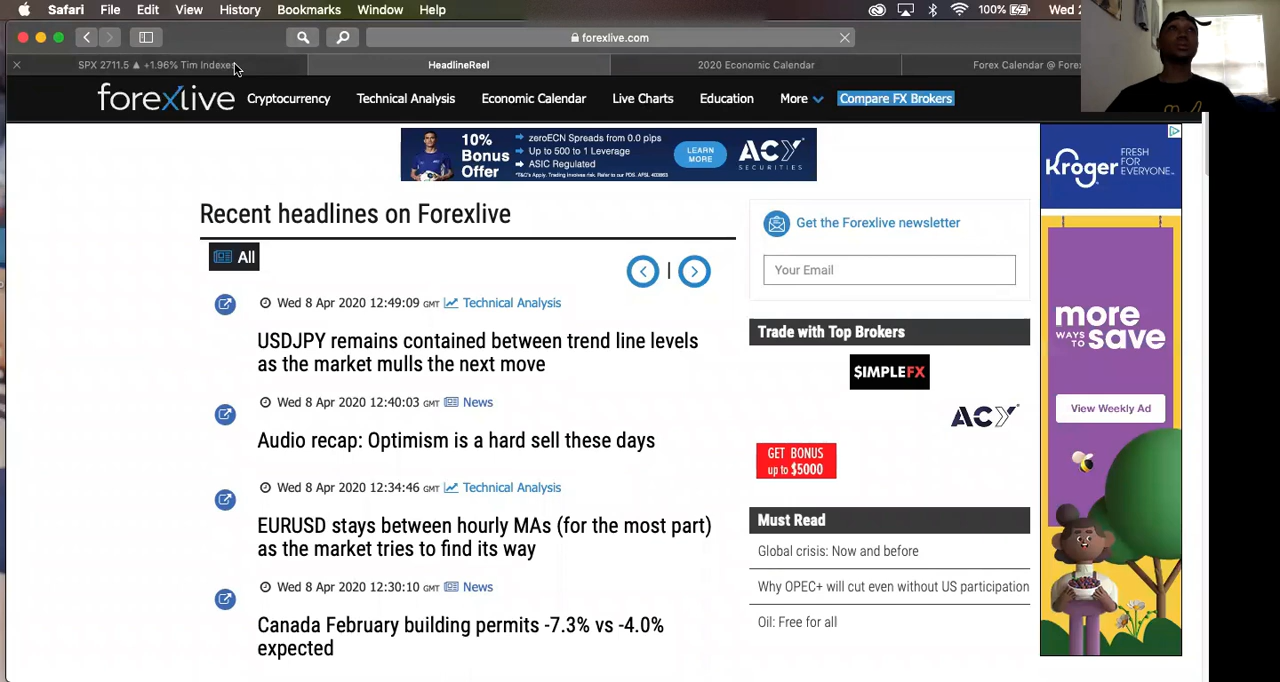 Safari File Edit View History Bookmarks Window Help 100% Wed 2
forexlive.com
SPX 2711.5 ▲ +1.96% Tim Indexes HeadlineReel 2020 Economic Calendar Forex Calendar @ Forex
forexlive Cryptocurrency Technical Analysis Economic Calendar Live Charts Education More Compare FX Brokers
10%
Bonus
Offer
zeroECN Spreads from 0.0 pips
Up to 500 to 1 Leverage
ASIC Regulated
LEARN
MORE
ACY
SECURITIES
Kroger
FRESH
FOR
EVERYONE
Recent headlines on Forexlive
All
|
Wed 8 Apr 2020 12:49:09 GMT Technical Analysis
USDJPY remains contained between trend line levels
as the market mulls the next move
Wed 8 Apr 2020 12:40:03 GMT News
Audio recap: Optimism is a hard sell these days
Wed 8 Apr 2020 12:34:46 GMT Technical Analysis
EURUSD stays between hourly MAs (for the most part)
as the market tries to find its way
Wed 8 Apr 2020 12:30:10 GMT News
Canada February building permits -7.3% vs -4.0%
expected
Get the Forexlive newsletter
Your Email
Trade with Top Brokers
$IMPLEFX
ACY
GET BONUS
up to $5000
Must Read
Global crisis: Now and before
Why OPEC+ will cut even without US participation
Oil: Free for all
more
WAYS TO
save
View Weekly Ad